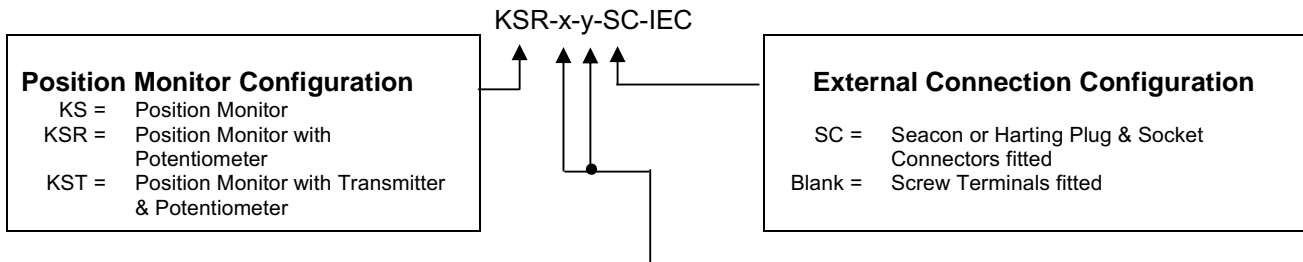 KSR-x-y-SC-IEC
Position Monitor Configuration
KS = Position Monitor
KSR = Position Monitor with
Potentiometer
KST = Position Monitor with Transmitter
& Potentiometer
External Connection Configuration
SC = Seacon or Harting Plug & Socket
Connectors fitted
Blank = Screw Terminals fitted